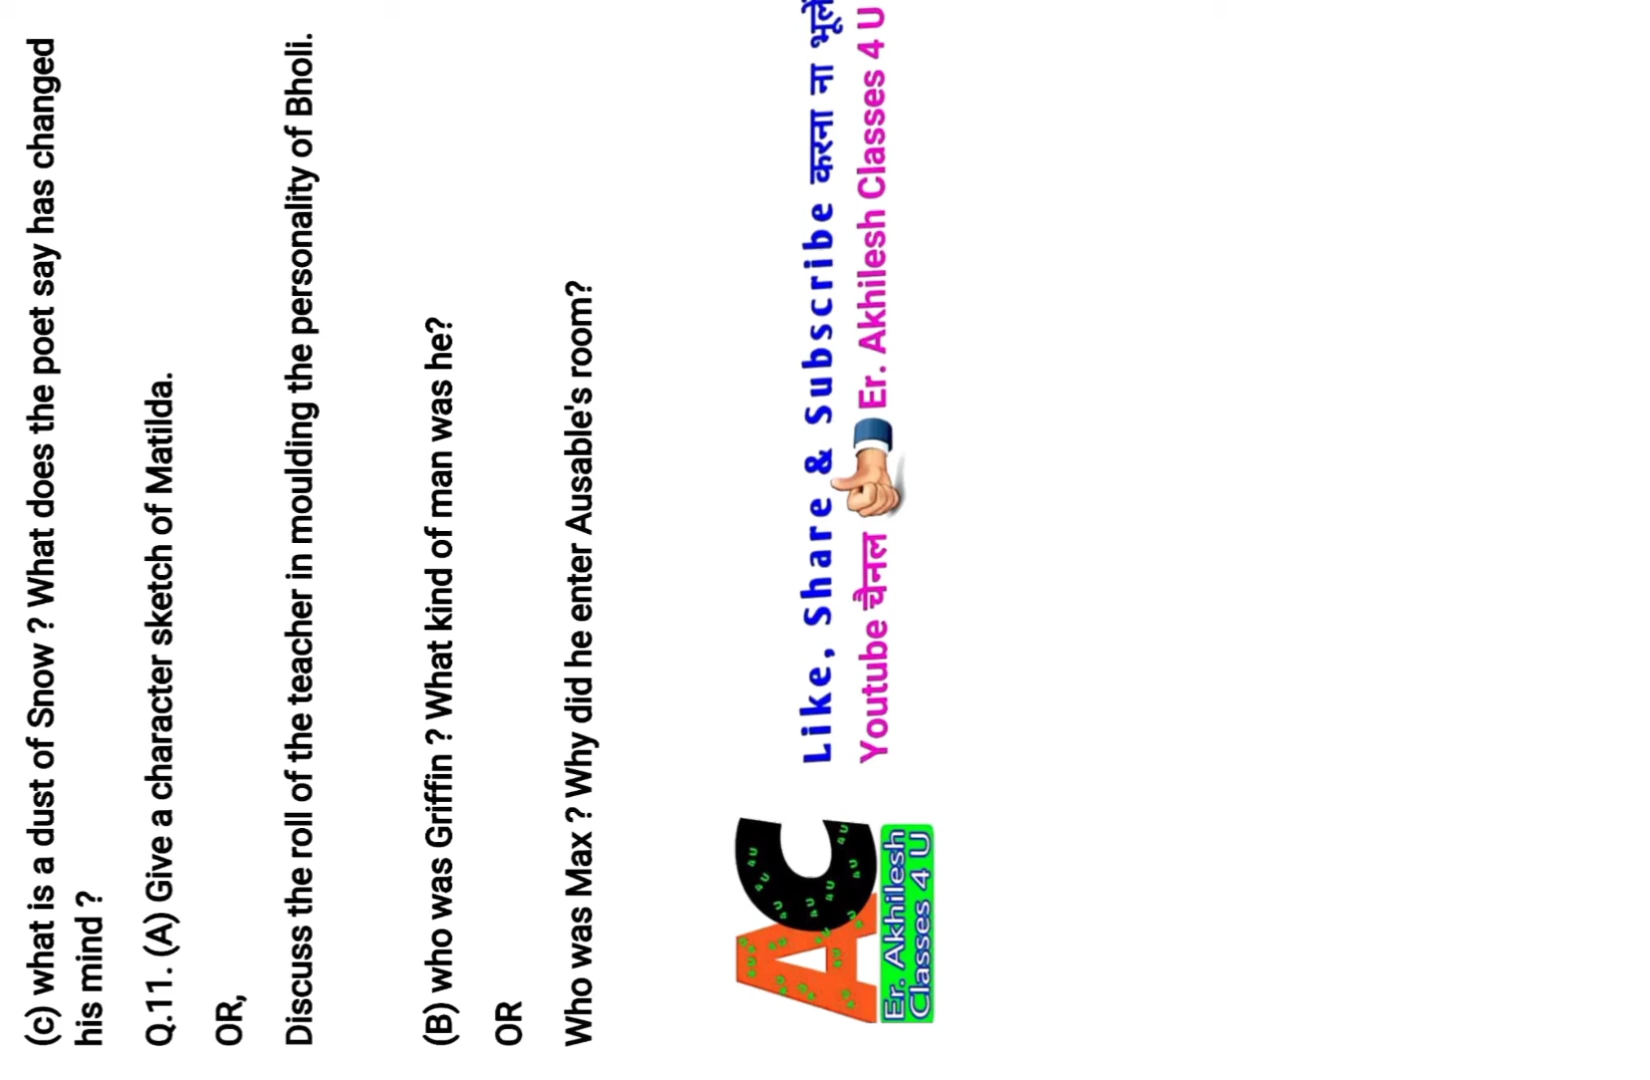 (c) what is a dust of Snow ? What does the poet say has changed
his mind ?
Q.11. (A) Give a character sketch of Matilda.
OR,
Discuss the roll of the teacher in moulding the personality of Bholi.
(B) who was Griffin ? What kind of man was he?
OR
Who was Max ? Why did he enter Ausable's room?
Like, Share & Subscribe करना ना भूलें
Youtube चैनल Er. Akhilesh Classes 4 U
AC
Er. Akhilesh
Classes 4 U